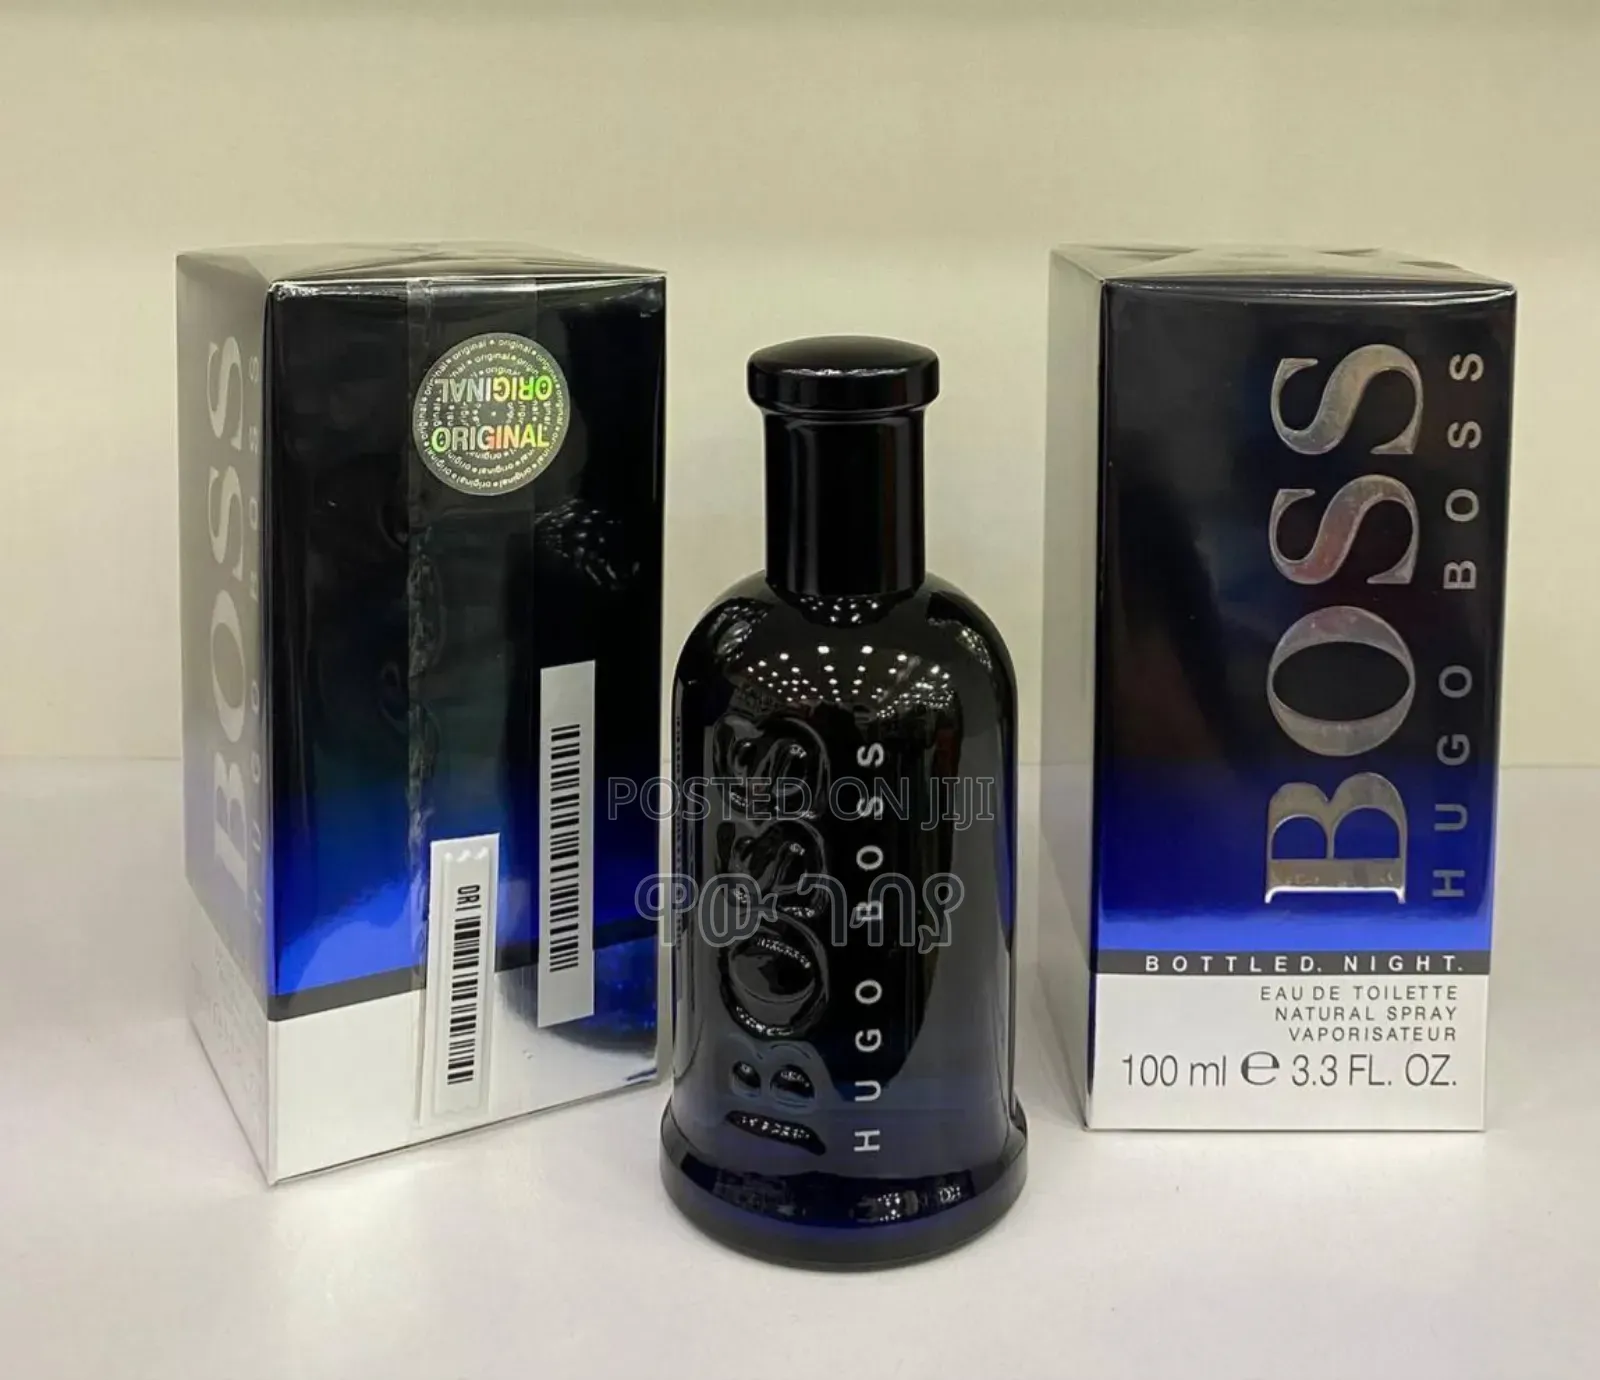 BOSS
HUGO BOSS
ORIGINAL
ORIGINAL
ORI
BOSS
HUGO BOSS
POSTED ON JIJI
BOSS
HUGO BOSS
BOTTLED. NIGHT.
EAU DE TOILETTE
NATURAL SPRAY
VAPORISATEUR
100 ml e 3.3 FL. OZ.